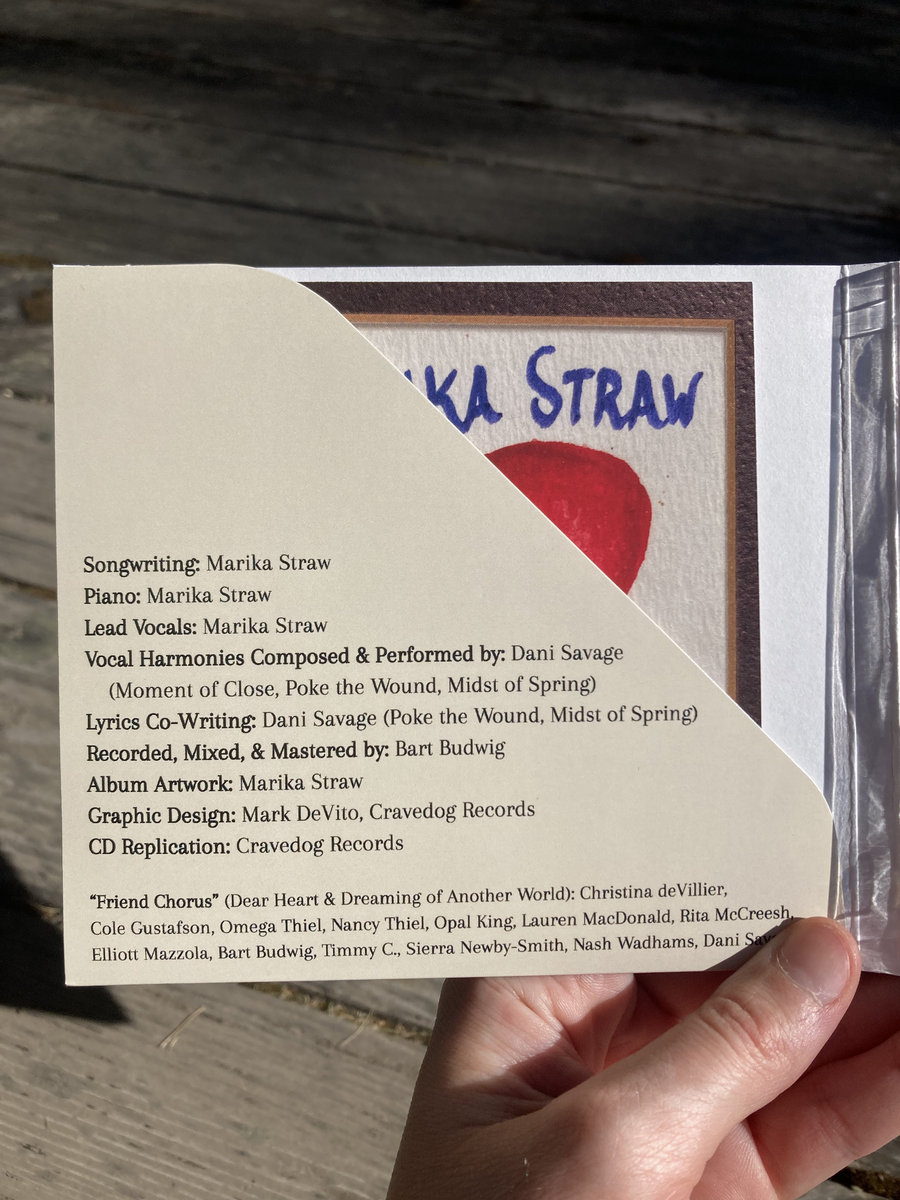 KA STRAW
Songwriting: Marika Straw
Piano: Marika Straw
Lead Vocals: Marika Straw
Vocal Harmonies Composed & Performed by: Dani Savage
(Moment of Close, Poke the Wound, Midst of Spring)
Lyrics Co-Writing: Dani Savage (Poke the Wound, Midst of Spring)
Recorded, Mixed, & Mastered by: Bart Budwig
Album Artwork: Marika Straw
Graphic Design: Mark DeVito, Cravedog Records
CD Replication: Cravedog Records
“Friend Chorus” (Dear Heart & Dreaming of Another World): Christina deVillier,
Cole Gustafson, Omega Thiel, Nancy Thiel, Opal King, Lauren MacDonald, Rita McCreesh,
Elliott Mazzola, Bart Budwig, Timmy C., Sierra Newby-Smith, Nash Wadhams, Dani